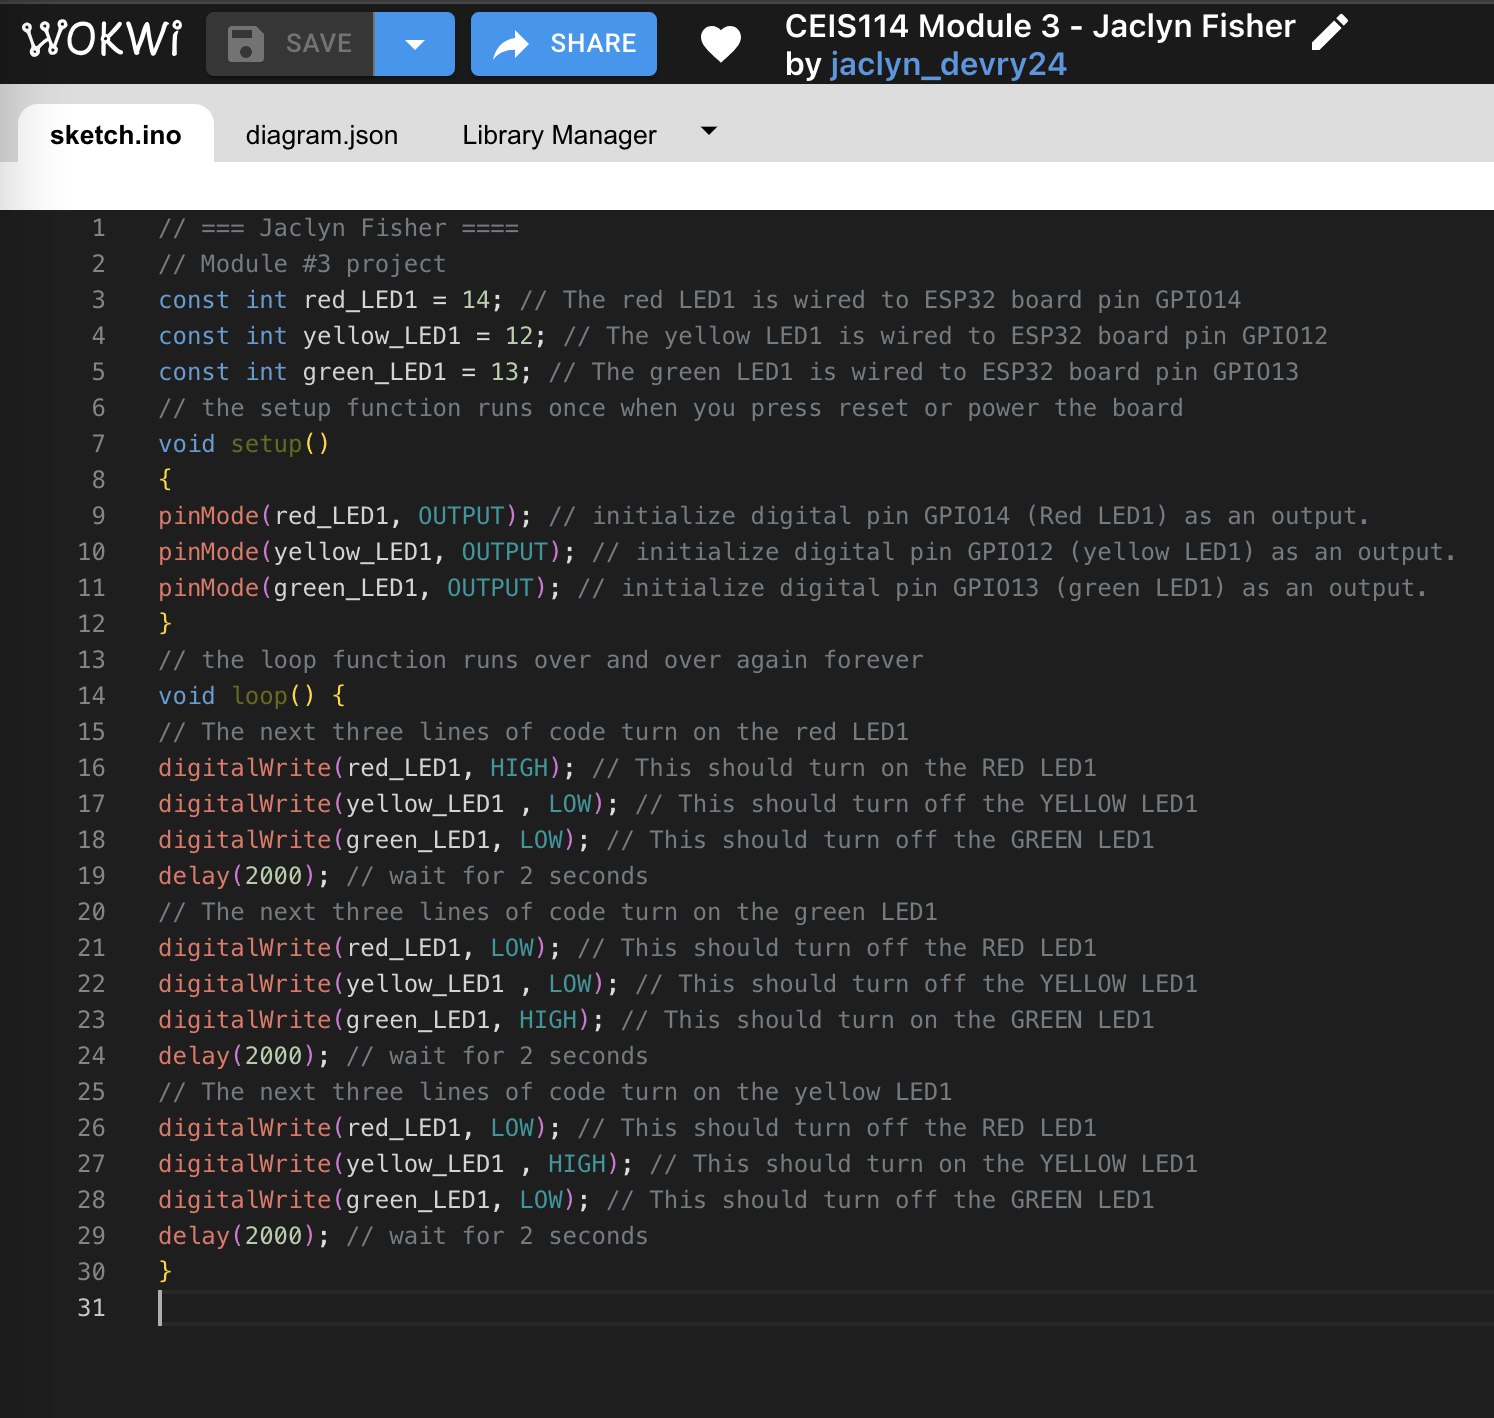 WOKWi
SAVE
SHARE
CEIS114 Module 3 - Jaclyn Fisher
by jaclyn_devry24
sketch.ino
diagram.json
Library Manager
1 // === Jaclyn Fisher ====
2 // Module #3 project
3 const int red_LED1 = 14; // The red LED1 is wired to ESP32 board pin GPIO14
4 const int yellow_LED1 = 12; // The yellow LED1 is wired to ESP32 board pin GPIO12
5 const int green_LED1 = 13; // The green LED1 is wired to ESP32 board pin GPIO13
6 // the setup function runs once when you press reset or power the board
7 void setup()
8 {
9 pinMode(red_LED1, OUTPUT); // initialize digital pin GPIO14 (Red LED1) as an output.
10 pinMode(yellow_LED1, OUTPUT); // initialize digital pin GPIO12 (yellow LED1) as an output.
11 pinMode(green_LED1, OUTPUT); // initialize digital pin GPIO13 (green LED1) as an output.
12 }
13 // the loop function runs over and over again forever
14 void loop() {
15 // The next three lines of code turn on the red LED1
16 digitalWrite(red_LED1, HIGH); // This should turn on the RED LED1
17 digitalWrite(yellow_LED1 , LOW); // This should turn off the YELLOW LED1
18 digitalWrite(green_LED1, LOW); // This should turn off the GREEN LED1
19 delay(2000); // wait for 2 seconds
20 // The next three lines of code turn on the green LED1
21 digitalWrite(red_LED1, LOW); // This should turn off the RED LED1
22 digitalWrite(yellow_LED1 , LOW); // This should turn off the YELLOW LED1
23 digitalWrite(green_LED1, HIGH); // This should turn on the GREEN LED1
24 delay(2000); // wait for 2 seconds
25 // The next three lines of code turn on the yellow LED1
26 digitalWrite(red_LED1, LOW); // This should turn off the RED LED1
27 digitalWrite(yellow_LED1 , HIGH); // This should turn on the YELLOW LED1
28 digitalWrite(green_LED1, LOW); // This should turn off the GREEN LED1
29 delay(2000); // wait for 2 seconds
30 }
31